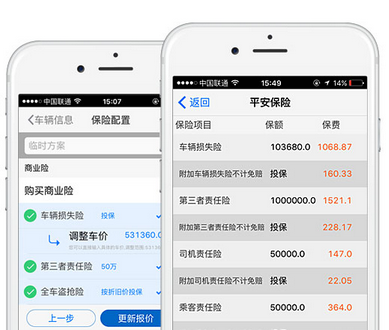 中国联通 15:07
车辆信息 保险配置
临时方案
商业险
购买商业险
车辆损失险 投保
调整车价 531360.0
第三者责任险 50万
全车盗抢险 按折旧价投保
上一步 更新报价
中国联通 15:49 14%
返回 平安保险
保险项目 保额 保费
车辆损失险 103680.0 1068.87
附加车辆损失险不计免赔 投保 160.33
第三者责任险 1000000.0 1521.1
附加第三者责任险不计免赔 投保 228.17
司机责任险 50000.0 147.0
附加司机责任险不计免赔 投保 22.05
乘客责任险 50000.0 364.0